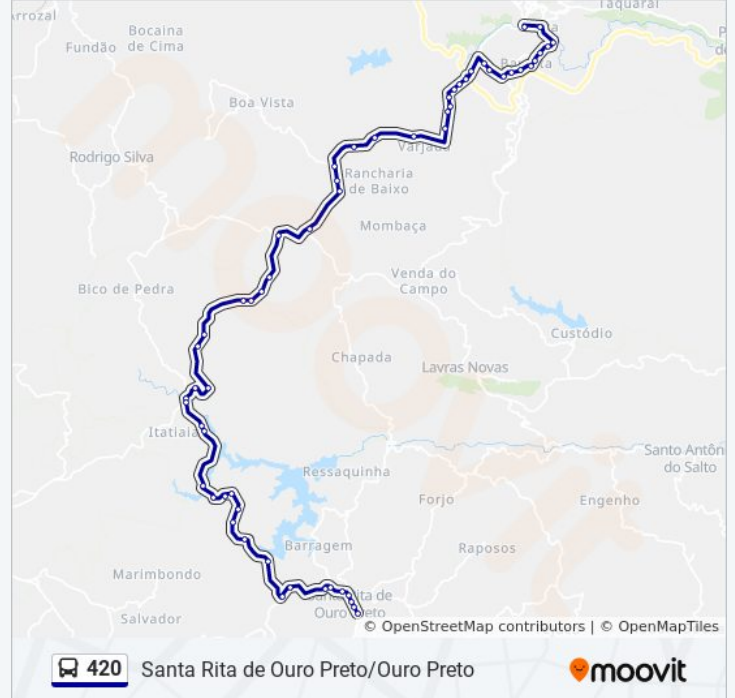 Arrozal
Taquaral
Bocaina
de Cima
Fundão
Boa Vista
Rodrigo Silva
Rancharia
de Baixo
Mombaça
Venda do
Campo
Bico de Pedra
Custódio
Chapada
Lavras Novas
Itatiaia
Santo Antôn
do Salto
Ressaquinha
Forjo
Engenho
Barragem
Raposos
Marimbondo
Salvador
Ouro Preto
© OpenStreetMap contributors | © OpenMapTiles
420 Santa Rita de Ouro Preto/Ouro Preto
moovit